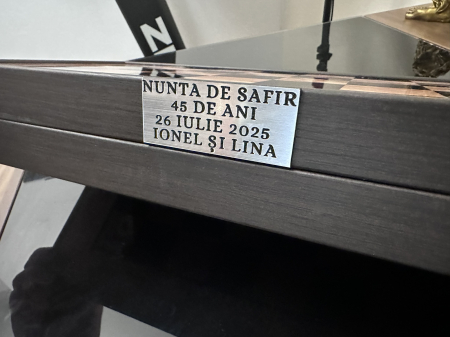 NUNTA DE SAFIR
45 DE ANI
26 IULIE 2025
IONEL ȘI LINA